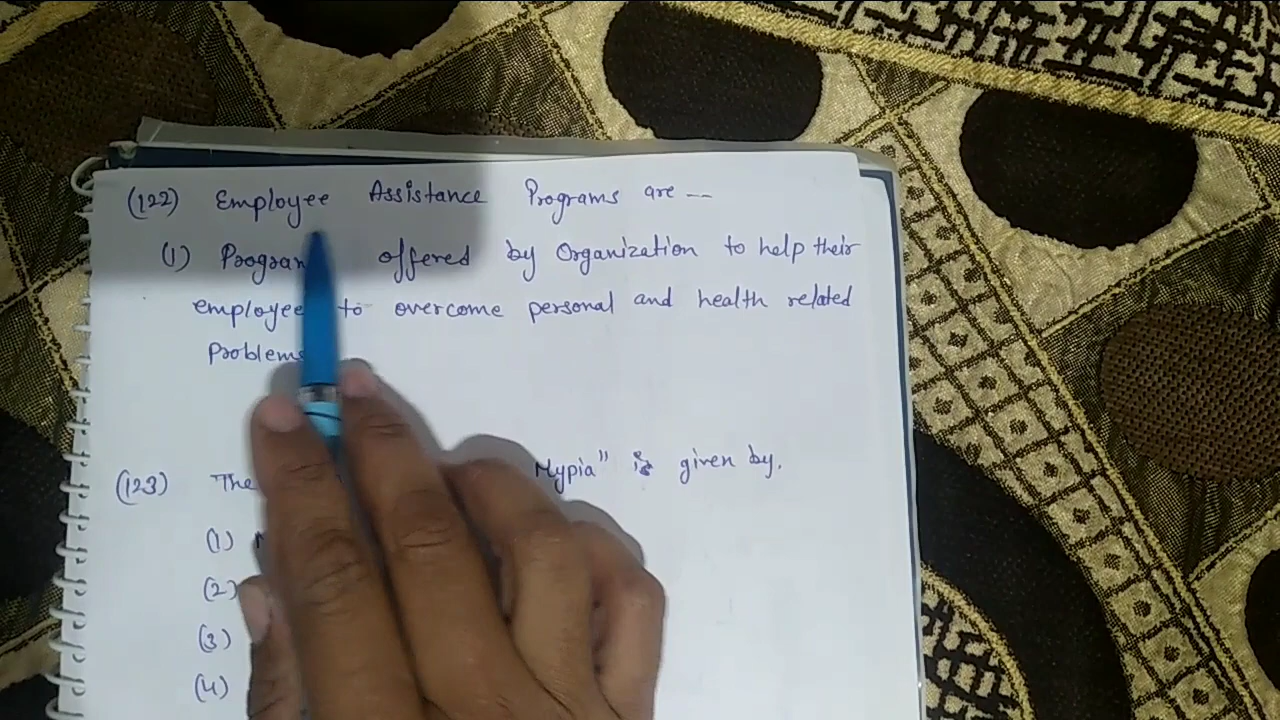 (122) Employee Assistance Programs are --
(1) Program offered by Organization to help their
employee to overcome personal and health related
Problems
(123) The Mypia" is given by.
(1)
(2)
(3)
(4)